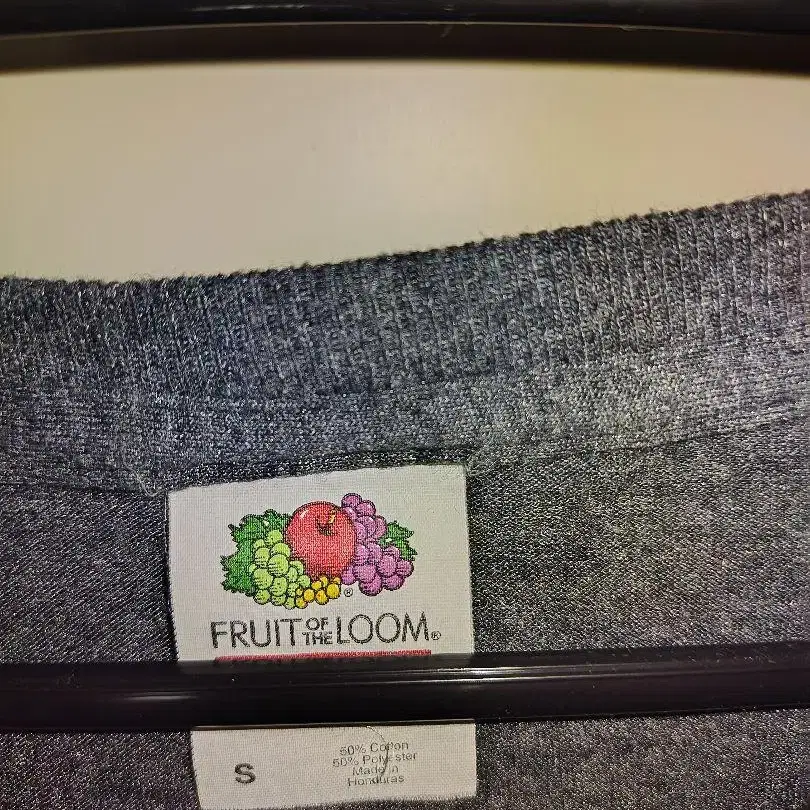 ®
FRUIT OF THE LOOM®
S
50% Cotton
50% Polyester
Made in
Honduras